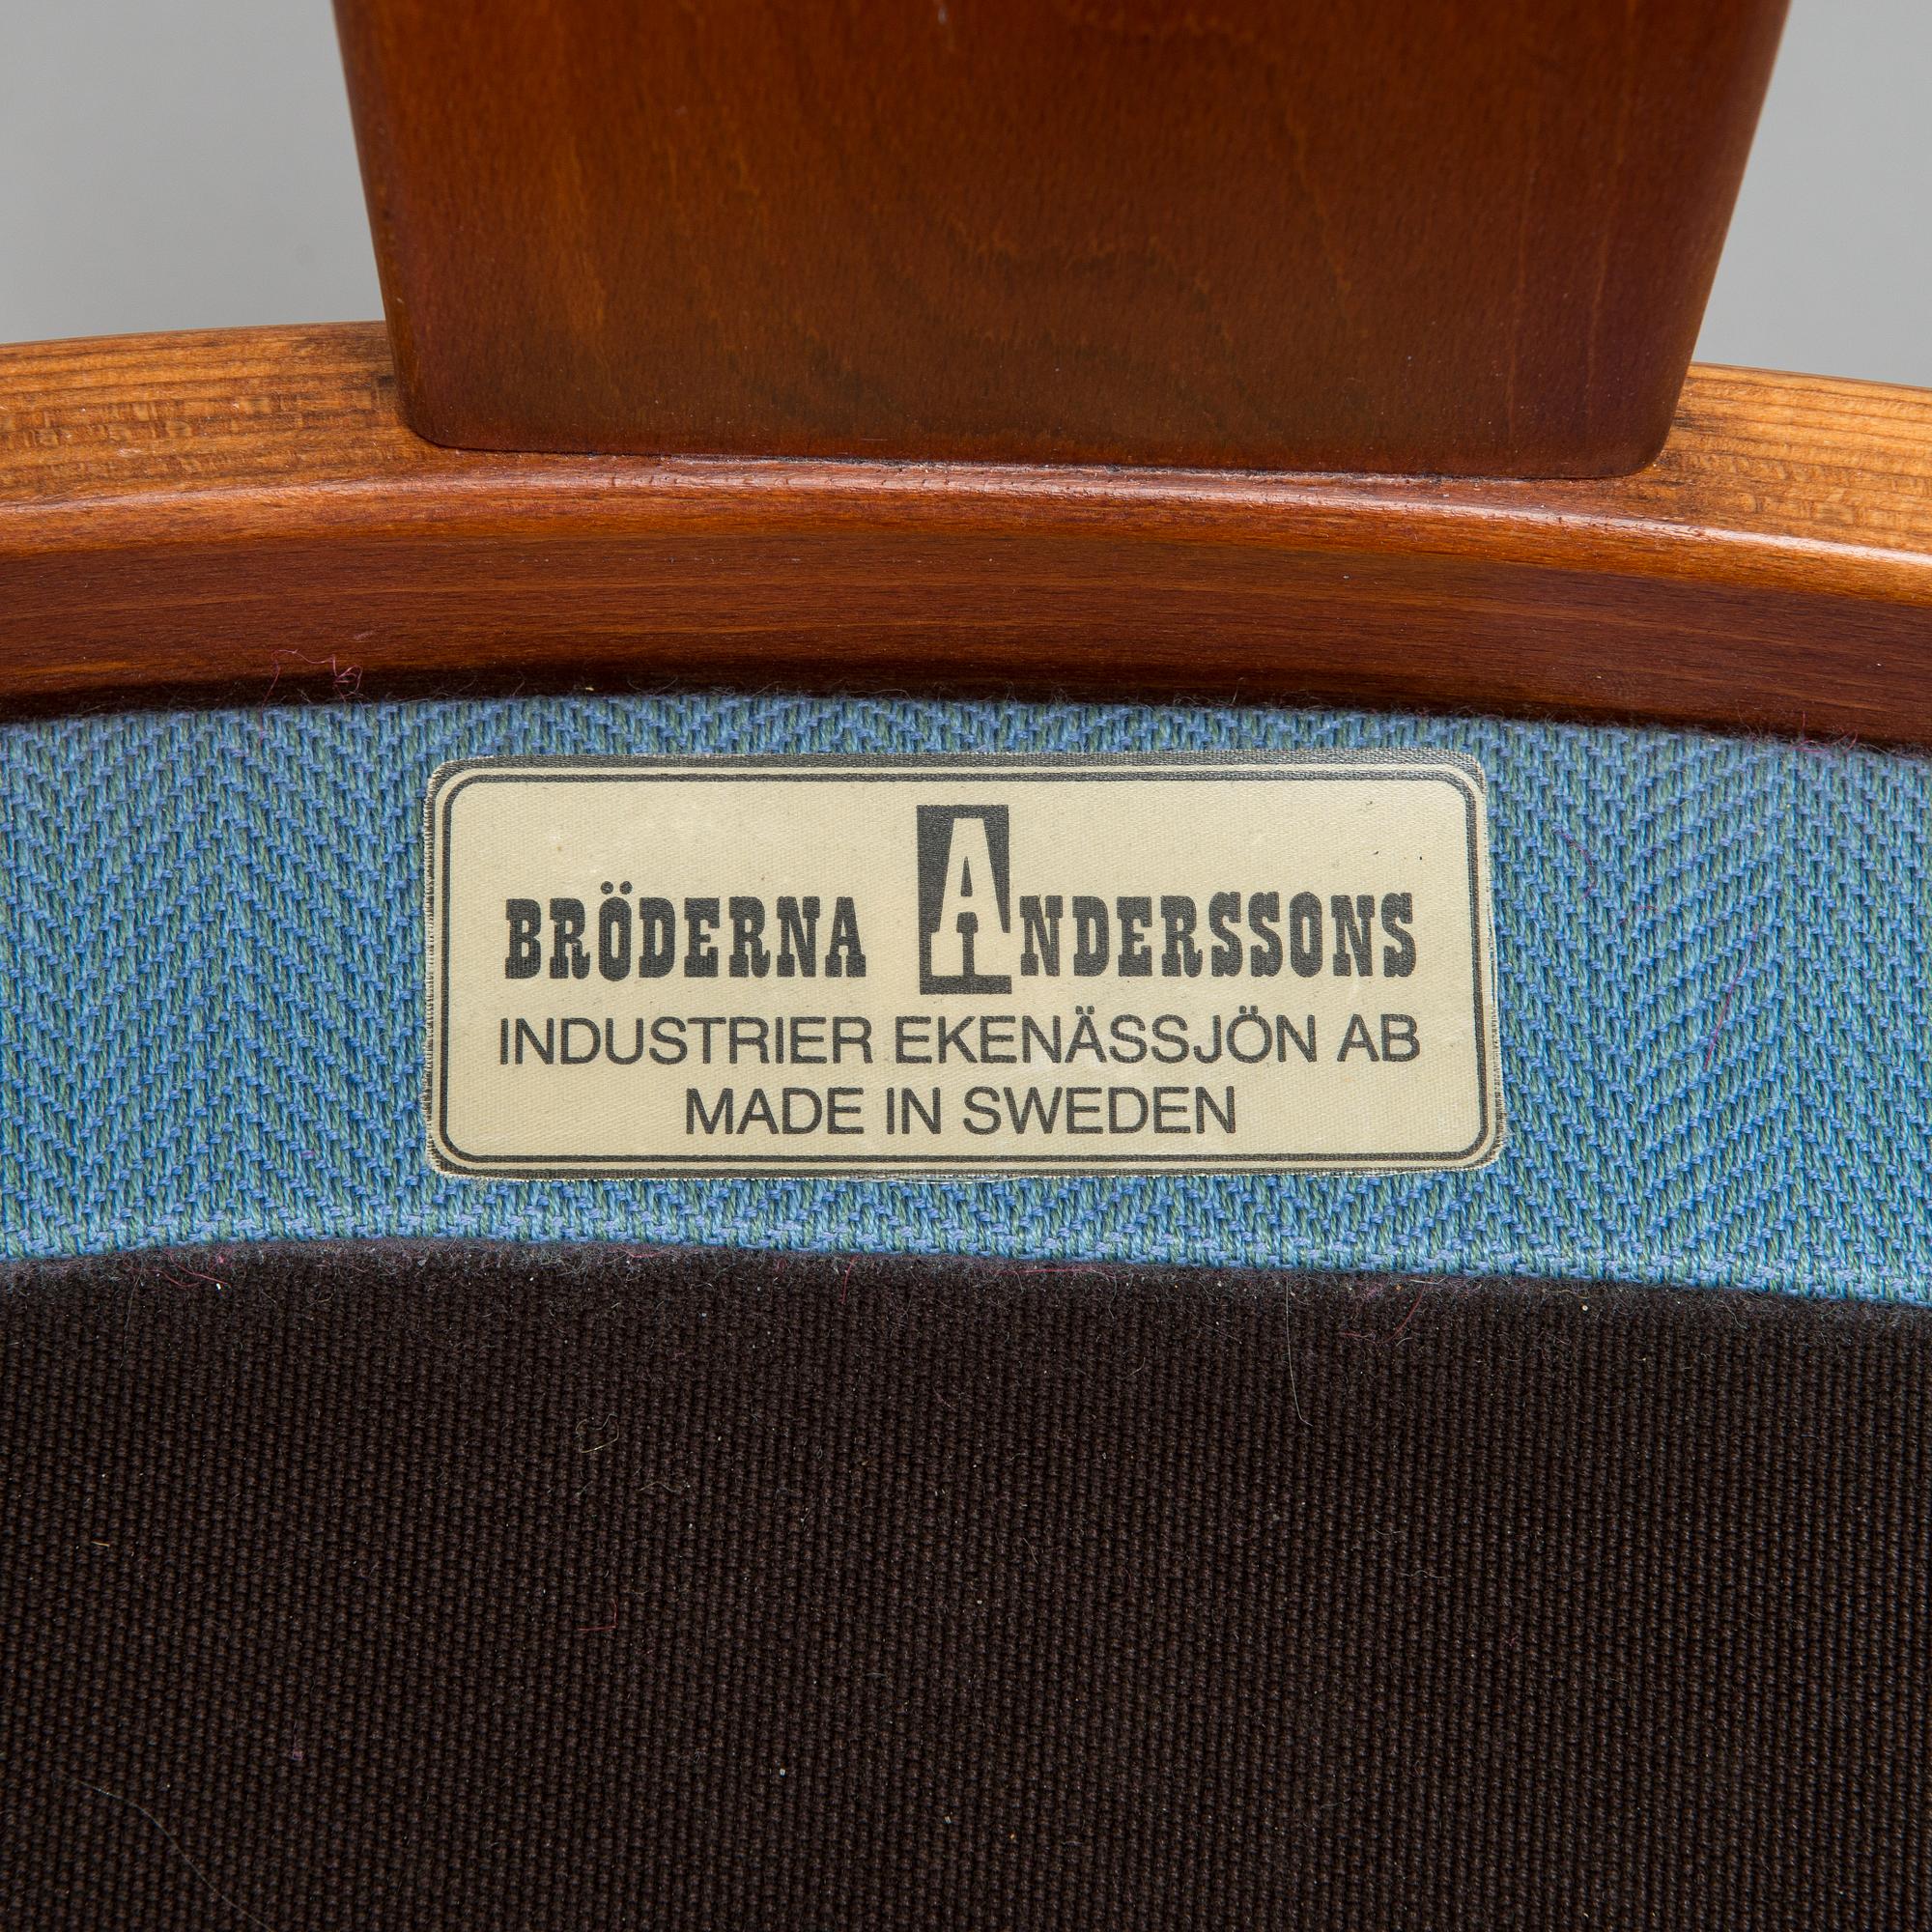 BRÖDERNA ANDERSSONS
INDUSTRIER EKENÄSSJÖN AB
MADE IN SWEDEN